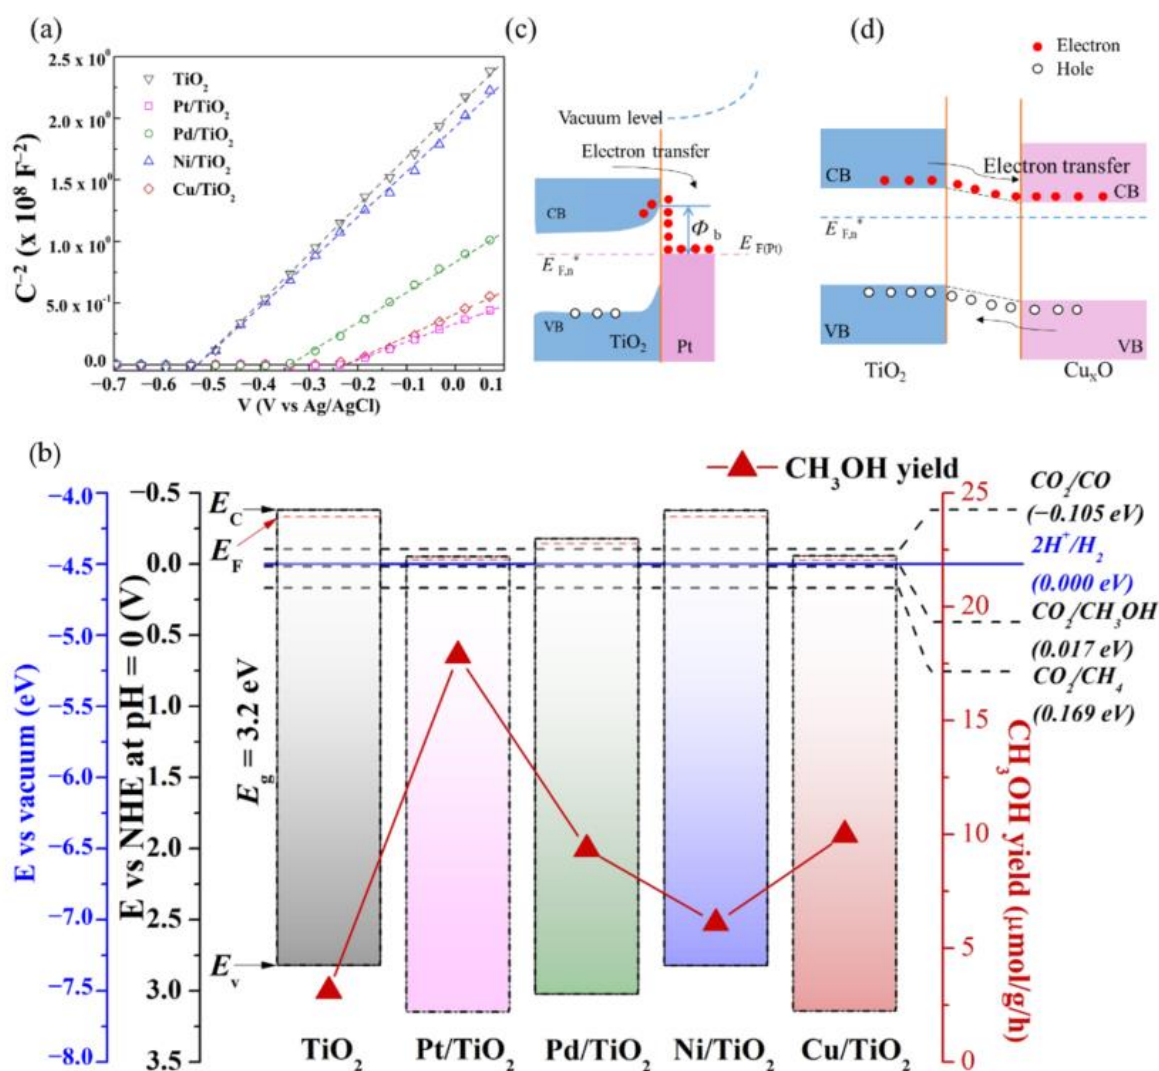 (a)
2.5 x 10⁰
2.0 x 10⁰
1.5 x 10⁰
1.0 x 10⁰
5.0 x 10⁻¹
0.0
C⁻² (x 10⁸ F⁻²)
TiO₂
Pt/TiO₂
Pd/TiO₂
Ni/TiO₂
Cu/TiO₂
−0.7 −0.6 −0.5 −0.4 −0.3 −0.2 −0.1 0.0 0.1
V (V vs Ag/AgCl)
(c)
Vacuum level
Electron transfer
CB
Φb
E F(Pt)
E F,n*
VB
TiO₂
Pt
(d)
Electron
Hole
Electron transfer
CB
CB
E F,n*
VB
VB
TiO₂
CuₓO
(b)
CH₃OH yield
−4.0
−4.5
−5.0
−5.5
−6.0
−6.5
−7.0
−7.5
−8.0
E vs vacuum (eV)
−0.5
0.0
0.5
1.0
1.5
2.0
2.5
3.0
3.5
E vs NHE at pH = 0 (V)
E C
E F
E g = 3.2 eV
E v
TiO₂ Pt/TiO₂ Pd/TiO₂ Ni/TiO₂ Cu/TiO₂
25
20
15
10
5
0
CH₃OH yield (μmol/g/h)
CO₂/CO
(−0.105 eV)
2H⁺/H₂
(0.000 eV)
CO₂/CH₃OH
(0.017 eV)
CO₂/CH₄
(0.169 eV)